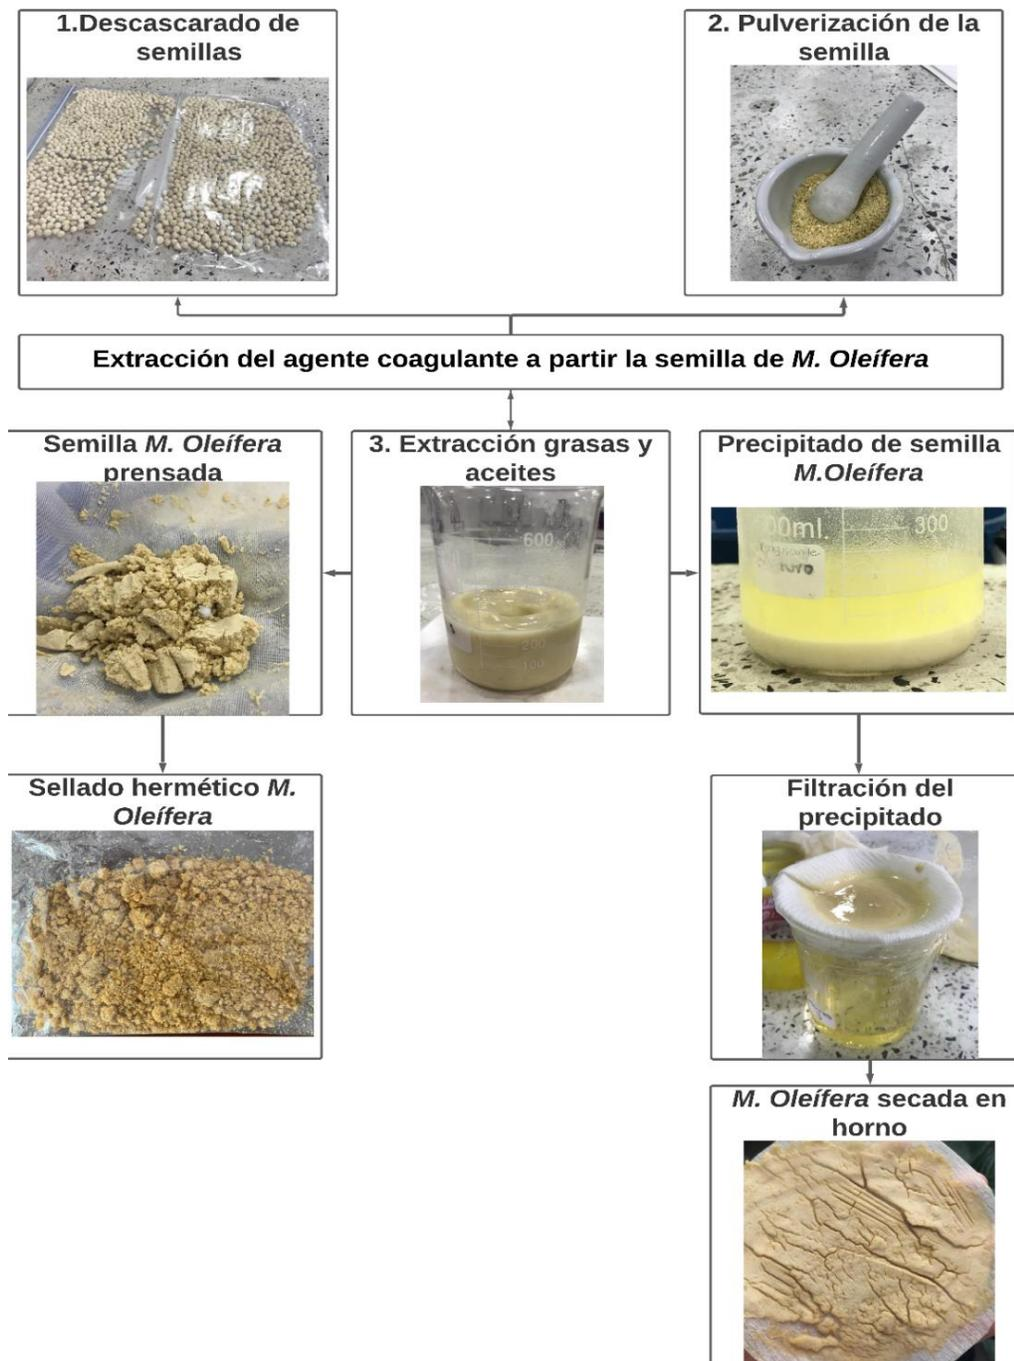 1.Descascarado de
semillas
2. Pulverización de la
semilla
Extracción del agente coagulante a partir la semilla de M. Oleífera
Semilla M. Oleífera
prensada
3. Extracción grasas y
aceites
600
200
100
Precipitado de semilla
M.Oleífera
00ml.
300
Sellado hermético M.
Oleífera
Filtración del
precipitado
M. Oleífera secada en
horno